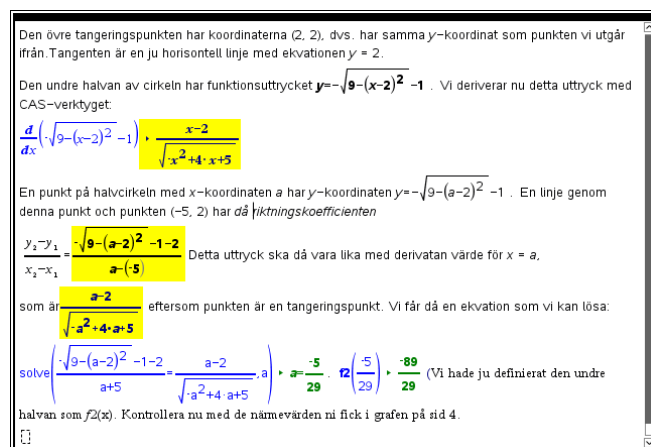 Den övre tangeringspunkten har koordinaterna (2, 2), dvs. har samma y-koordinat som punkten vi utgår
ifrån.Tangenten är en ju horisontell linje med ekvationen y = 2.
Den undre halvan av cirkeln har funktionsuttrycket y=-√(9-(x-2)²) -1 . Vi deriverar nu detta uttryck med
CAS-verktyget:
d/dx(-√(9-(x-2)²) -1) ▸ (x-2)/√(-x²+4·x+5)
En punkt på halvcirkeln med x-koordinaten a har y-koordinaten y=-√(9-(a-2)²) -1 . En linje genom
denna punkt och punkten (-5, 2) har då riktningskoefficienten
(y₂-y₁)/(x₂-x₁) = (-√(9-(a-2)²) -1-2)/(a-(-5)) Detta uttryck ska då vara lika med derivatan värde för x = a,
som är (a-2)/√(-a²+4·a+5) eftersom punkten är en tangeringspunkt. Vi får då en ekvation som vi kan lösa:
solve((-√(9-(a-2)²) -1-2)/(a+5) = (a-2)/√(-a²+4·a+5) ,a) ▸ a=-5/29 . f2(-5/29) ▸ -89/29 (Vi hade ju definierat den undre
halvan som f2(x). Kontrollera nu med de närmevärden ni fick i grafen på sid 4.